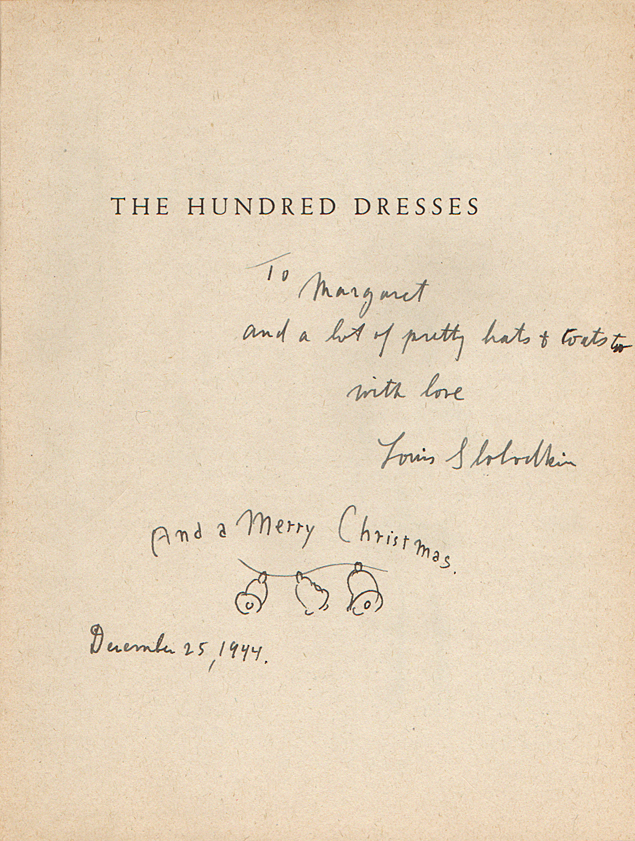 THE HUNDRED DRESSES
To
Margaret
and a lot of pretty hats & coats too
with love
Louis Slobodkin
And a Merry Christmas.
December 25, 1944.